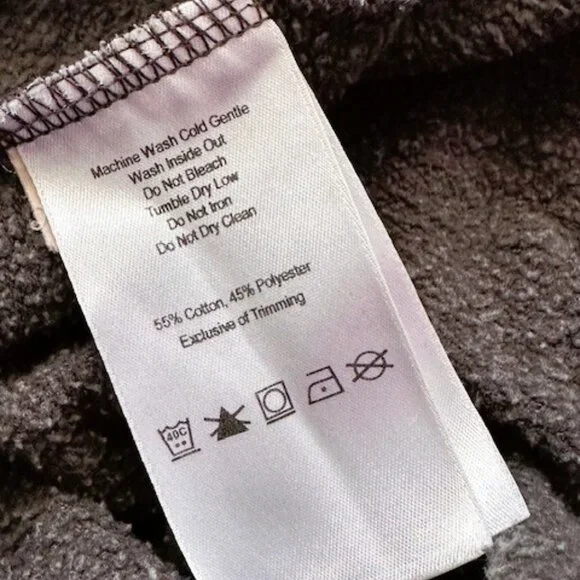 Machine Wash Cold Gentle
Wash Inside Out
Do Not Bleach
Tumble Dry Low
Do Not Iron
Do Not Dry Clean
55% Cotton, 45% Polyester
Exclusive of Trimming
40C